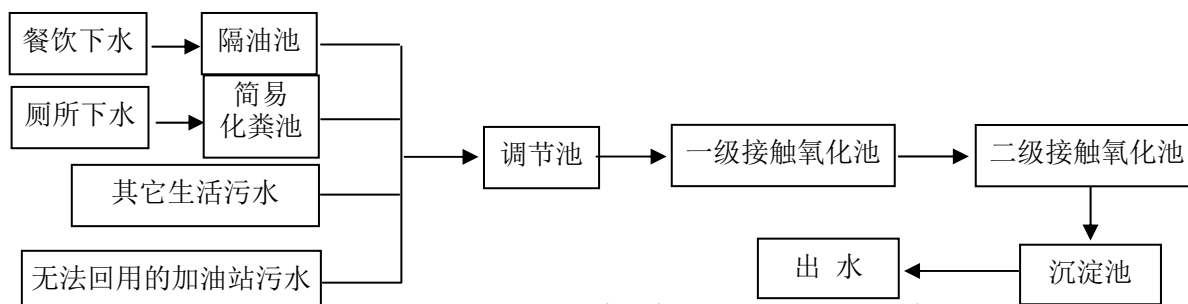 餐饮下水
隔油池
厕所下水
简易
化粪池
其它生活污水
无法回用的加油站污水
调节池
一级接触氧化池
二级接触氧化池
沉淀池
出 水